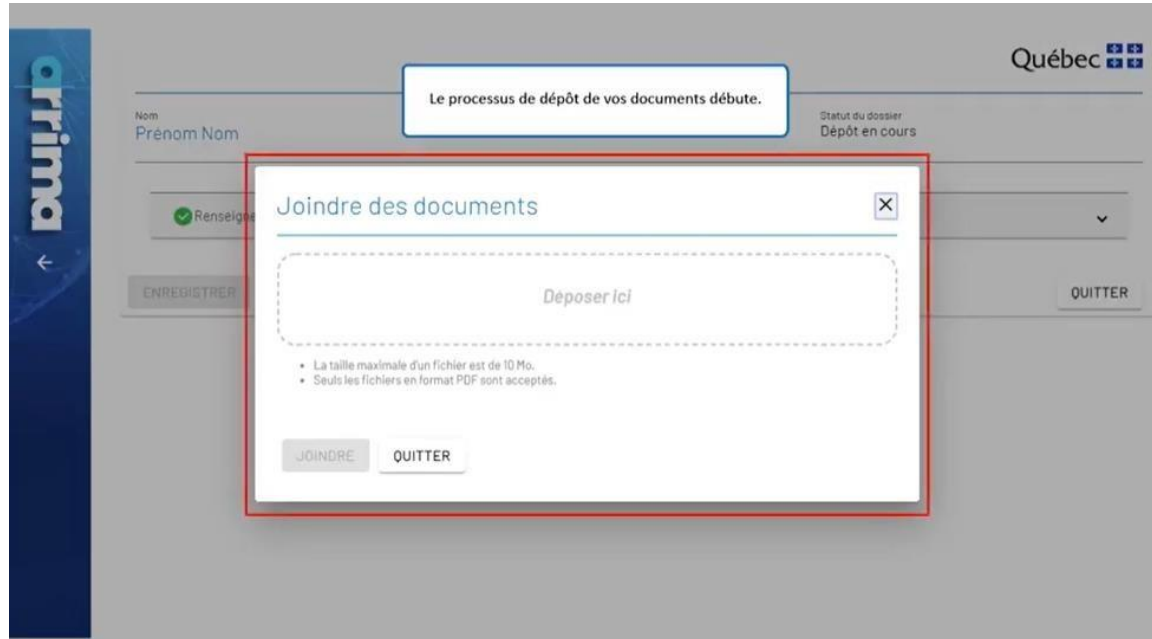 arrima
Québec
Le processus de dépôt de vos documents débute.
Nom
Prénom Nom
Statut du dossier
Dépôt en cours
Joindre des documents
Renseigne
Déposer ici
ENREGISTRER
QUITTER
La taille maximale d'un fichier est de 10 Mo.
Seuls les fichiers en format PDF sont acceptés.
JOINDRE
QUITTER